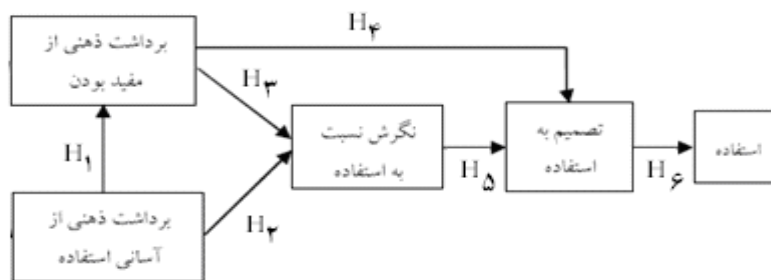 برداشت ذهنی از
مفید بودن
H۴
H۳
نگرش نسبت
به استفاده
تصمیم به
استفاده
استفاده
H۱
H۵
H۶
برداشت ذهنی از
آسانی استفاده
H۲